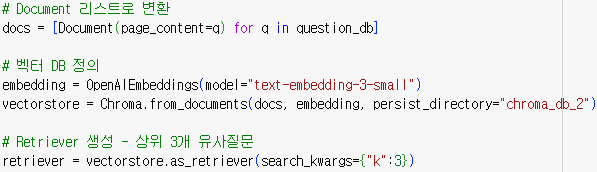 # Document 리스트로 변환
docs = [Document(page_content=q) for q in question_db]
# 벡터 DB 정의
embedding = OpenAIEmbeddings(model="text-embedding-3-small")
vectorstore = Chroma.from_documents(docs, embedding, persist_directory="chroma_db_2")
# Retriever 생성 - 상위 3개 유사질문
retriever = vectorstore.as_retriever(search_kwargs={"k":3})